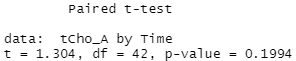 Paired t-test
data:  tCho_A by Time
t = 1.304, df = 42, p-value = 0.1994